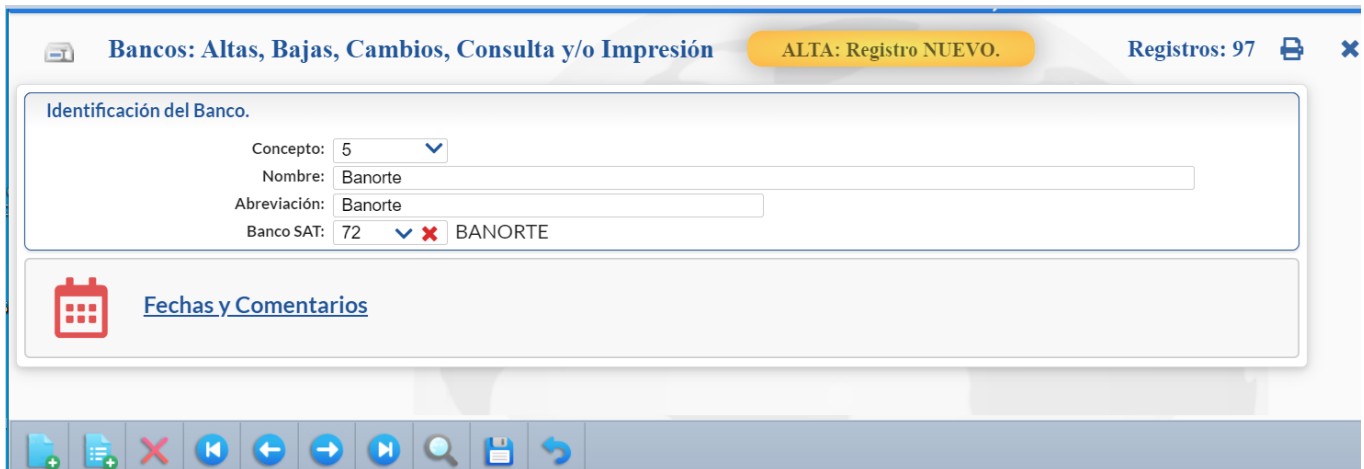 Bancos: Altas, Bajas, Cambios, Consulta y/o Impresión ALTA: Registro NUEVO. Registros: 97
Identificación del Banco.
Concepto: 5
Nombre: Banorte
Abreviación: Banorte
Banco SAT: 72 BANORTE
Fechas y Comentarios